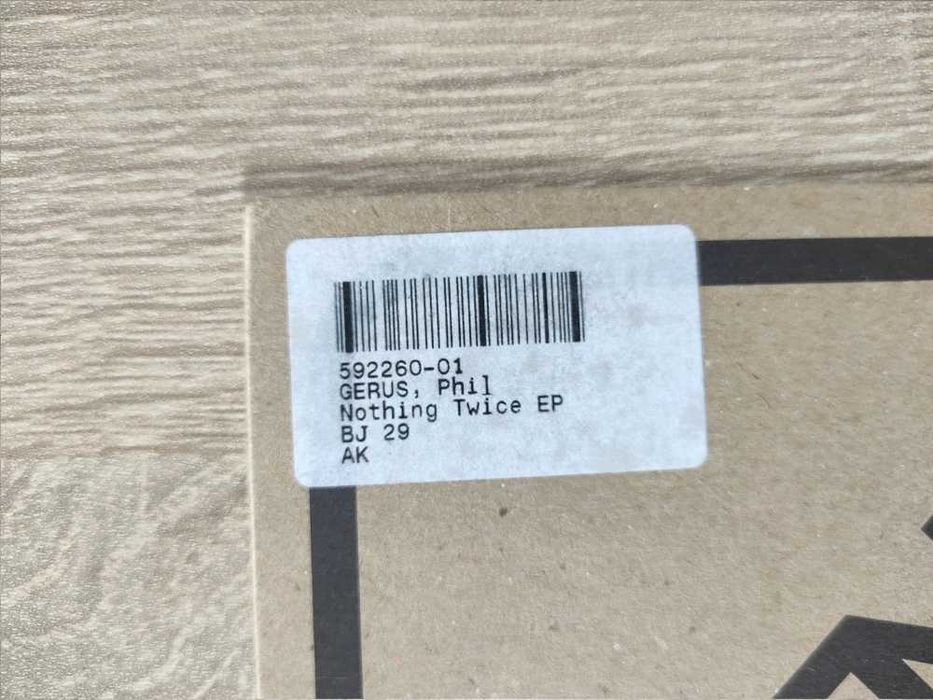 592260-01
GERUS, Phil
Nothing Twice EP
BJ 29
AK